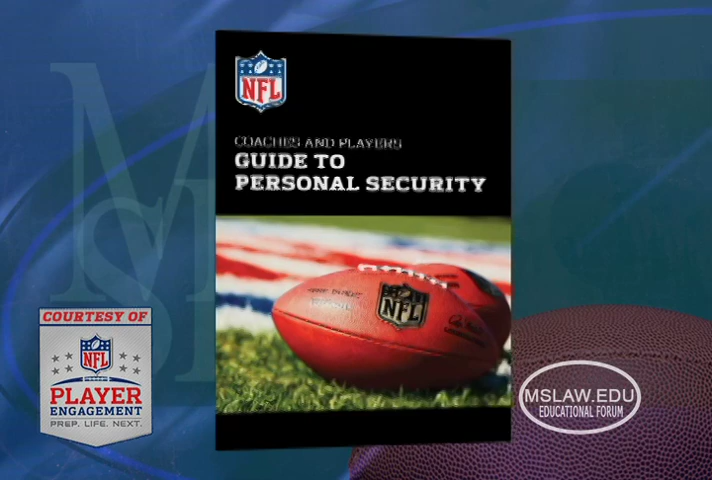 NFL
COACHES AND PLAYERS
GUIDE TO
PERSONAL SECURITY
NFL
COURTESY OF
NFL
PLAYER
ENGAGEMENT
PREP. LIFE. NEXT.
MSLAW.EDU
EDUCATIONAL FORUM
MS